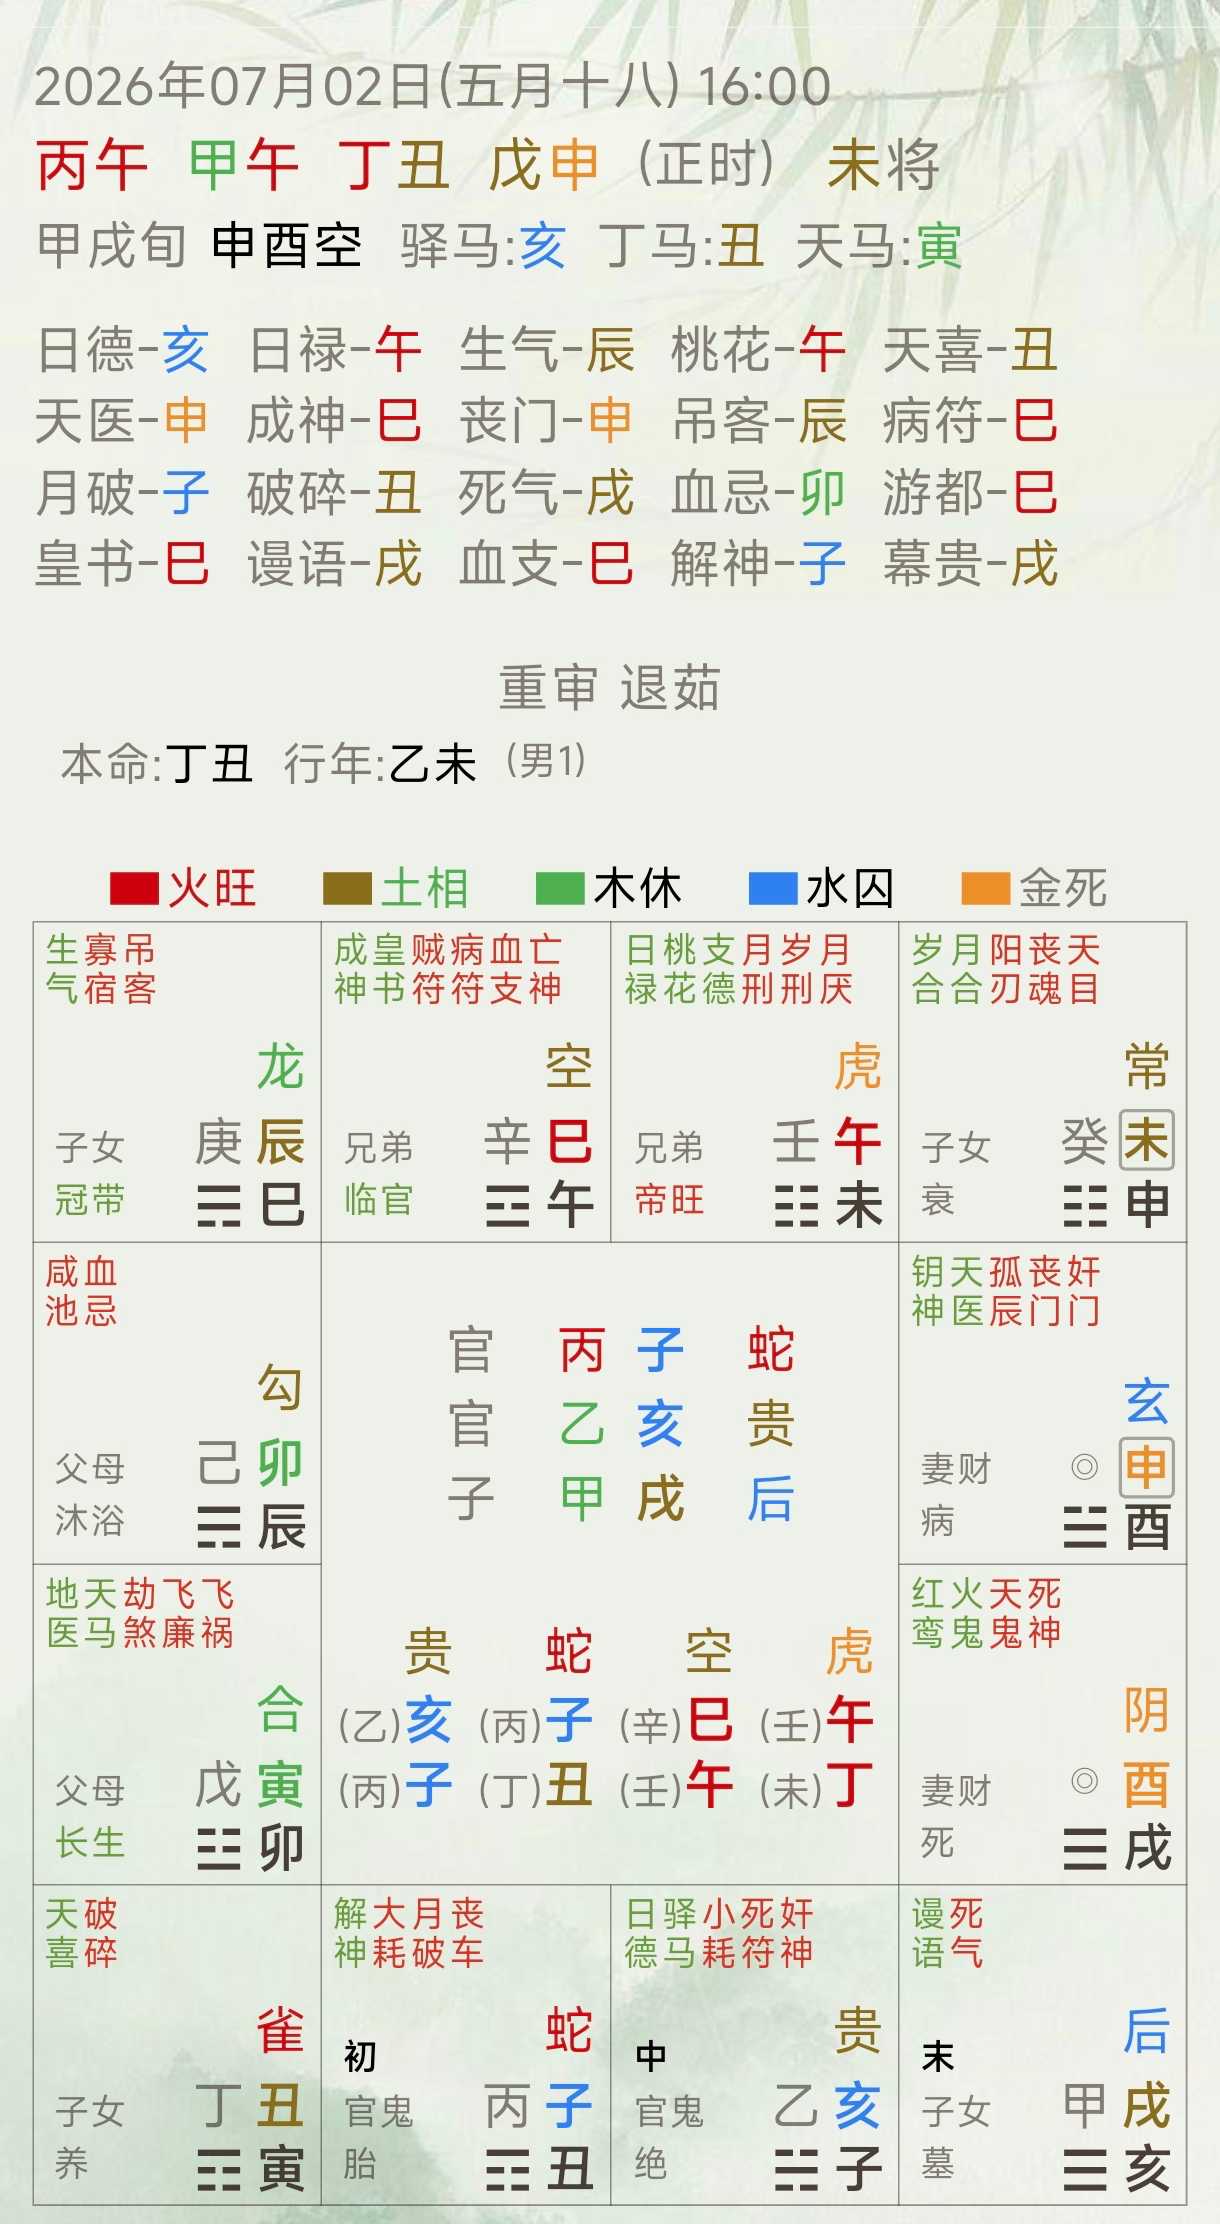 2026年07月02日(五月十八) 16:00
丙午 甲午 丁丑 戊申 (正时) 未将
甲戌旬 申酉空 驿马:亥 丁马:丑 天马:寅
日德-亥 日禄-午 生气-辰 桃花-午 天喜-丑
天医-申 成神-巳 丧门-申 吊客-辰 病符-巳
月破-子 破碎-丑 死气-戌 血忌-卯 游都-巳
皇书-巳 谩语-戌 血支-巳 解神-子 墓贵-戌
重审 退茹
本命:丁丑 行年:乙未 (男1)
火旺 土相 木休 水囚 金死
生气 寡宿 吊客
龙
子女 庚 辰
冠带 ☴ 巳
成神 皇书 贼符 病符 血支 亡神
空
兄弟 辛 巳
临官 ☲ 午
日禄 桃花 支德 月刑 岁刑 月厌
虎
兄弟 壬 午
帝旺 ☷ 未
岁合 月合 阳刃 丧魂 天目
常
子女 癸 未
衰 ☷ 申
咸池 血忌
勾
父母 己 卯
沐浴 ☴ 辰
官 丙 子 蛇
官 乙 亥 贵
子 甲 戌 后
钥神 天医 孤辰 丧门 奸门
玄
妻财 ◎ 申
病 ☱ 酉
地医 天马 劫煞 飞廉 飞祸
合
父母 戊 寅
长生 ☳ 卯
贵 蛇 空 虎
(乙)亥 (丙)子 (辛)巳 (壬)午
(丙)子 (丁)丑 (壬)午 (未)丁
红鸾 火鬼 天鬼 死神
阴
妻财 ◎ 酉
死 ☰ 戌
天喜 破碎
雀
子女 丁 丑
养 ☶ 寅
解神 大耗 月破 丧车
蛇
初
官鬼 丙 子
胎 ☶ 丑
日德 驿马 小耗 死符 奸神
贵
中
官鬼 乙 亥
绝 ☵ 子
谩语 死气
后
末
子女 甲 戌
墓 ☰ 亥